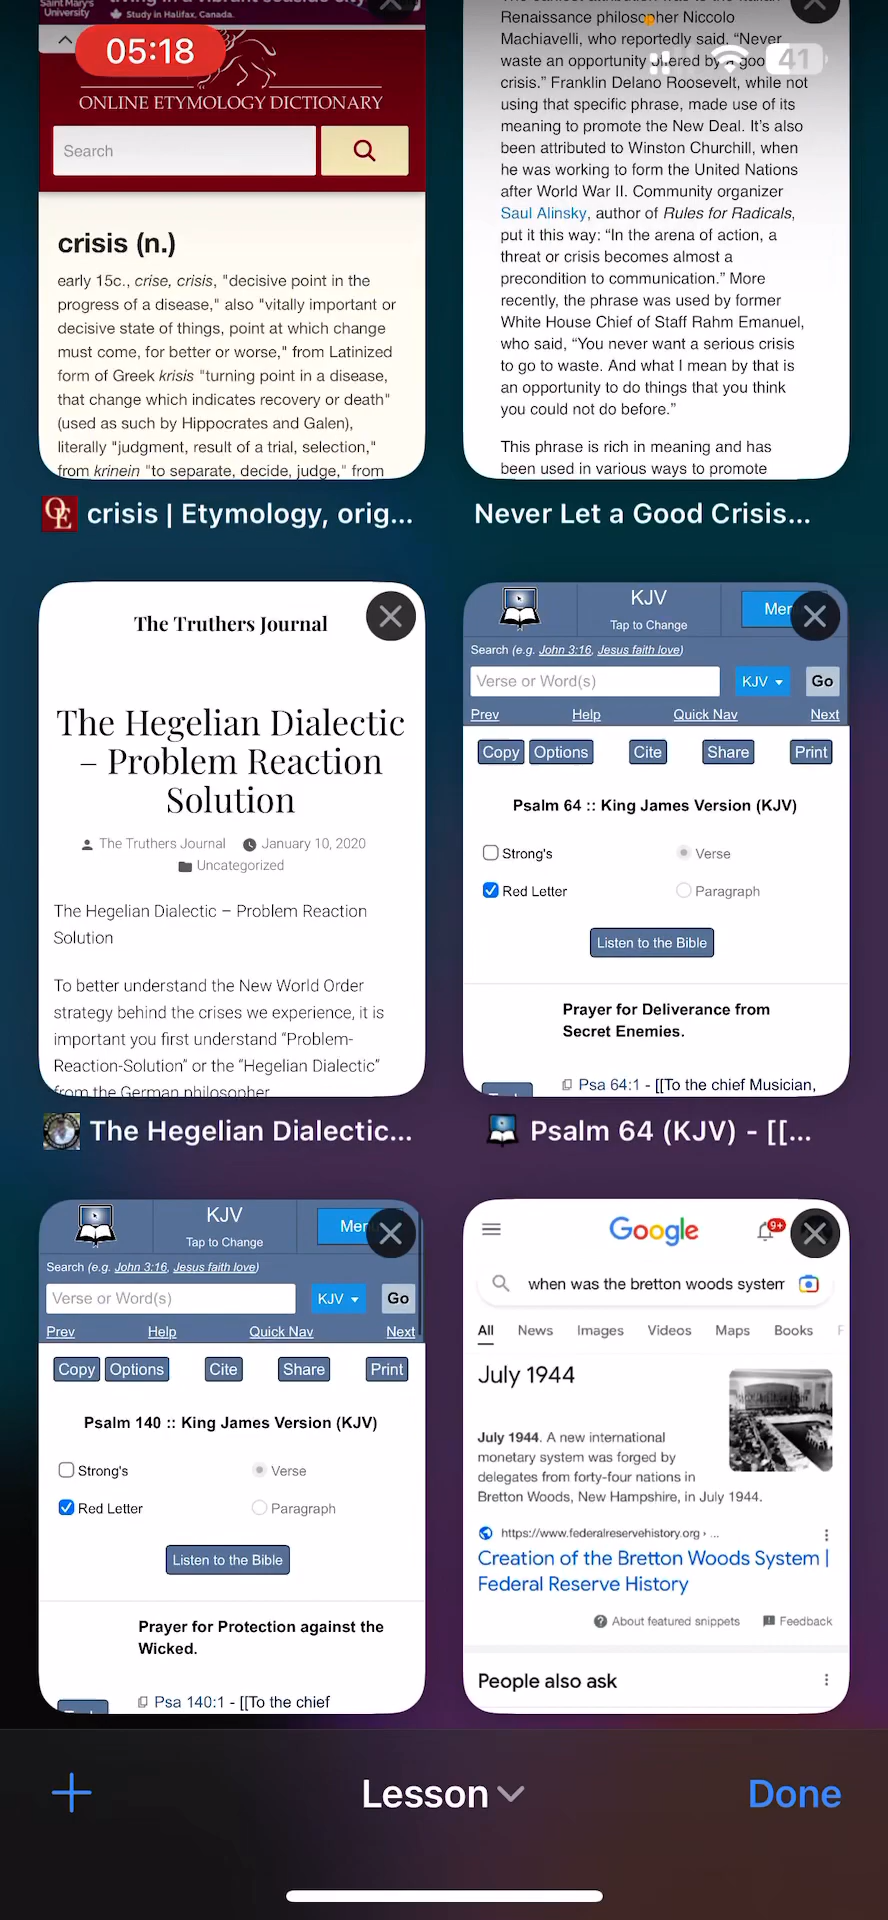 Saint Mary's
University
Study in Halifax, Canada.
05:18
41
ONLINE ETYMOLOGY DICTIONARY
Search
crisis (n.)
early 15c., crise, crisis, "decisive point in the
progress of a disease," also "vitally important or
decisive state of things, point at which change
must come, for better or worse," from Latinized
form of Greek krisis "turning point in a disease,
that change which indicates recovery or death"
(used as such by Hippocrates and Galen),
literally "judgment, result of a trial, selection,"
from krinein "to separate, decide, judge," from
OE crisis | Etymology, orig...
Renaissance philosopher Niccolo
Machiavelli, who reportedly said, “Never
waste an opportunity offered by a good
crisis.” Franklin Delano Roosevelt, while not
using that specific phrase, made use of its
meaning to promote the New Deal. It’s also
been attributed to Winston Churchill, when
he was working to form the United Nations
after World War II. Community organizer
Saul Alinsky, author of Rules for Radicals,
put it this way: “In the arena of action, a
threat or crisis becomes almost a
precondition to communication.” More
recently, the phrase was used by former
White House Chief of Staff Rahm Emanuel,
who said, “You never want a serious crisis
to go to waste. And what I mean by that is
an opportunity to do things that you think
you could not do before.”
This phrase is rich in meaning and has
been used in various ways to promote
Never Let a Good Crisis...
The Truthers Journal
The Hegelian Dialectic
– Problem Reaction
Solution
The Truthers Journal January 10, 2020
Uncategorized
The Hegelian Dialectic – Problem Reaction
Solution
To better understand the New World Order
strategy behind the crises we experience, it is
important you first understand “Problem-
Reaction-Solution” or the “Hegelian Dialectic”
from the German philosopher
The Hegelian Dialectic...
KJV
Tap to Change
Men
Search (e.g. John 3:16, Jesus faith love)
Verse or Word(s)
KJV
Go
Prev Help Quick Nav Next
Copy Options Cite Share Print
Psalm 64 :: King James Version (KJV)
Strong's Verse
Red Letter Paragraph
Listen to the Bible
Prayer for Deliverance from
Secret Enemies.
Psa 64:1 - [[To the chief Musician,
Psalm 64 (KJV) - [[...
KJV
Tap to Change
Men
Search (e.g. John 3:16, Jesus faith love)
Verse or Word(s)
KJV
Go
Prev Help Quick Nav Next
Copy Options Cite Share Print
Psalm 140 :: King James Version (KJV)
Strong's Verse
Red Letter Paragraph
Listen to the Bible
Prayer for Protection against the
Wicked.
Psa 140:1 - [[To the chief
Google
9+
when was the bretton woods system
All News Images Videos Maps Books
July 1944
July 1944. A new international
monetary system was forged by
delegates from forty-four nations in
Bretton Woods, New Hampshire, in July 1944.
https://www.federalreservehistory.org › ...
Creation of the Bretton Woods System |
Federal Reserve History
About featured snippets Feedback
People also ask
Lesson
Done